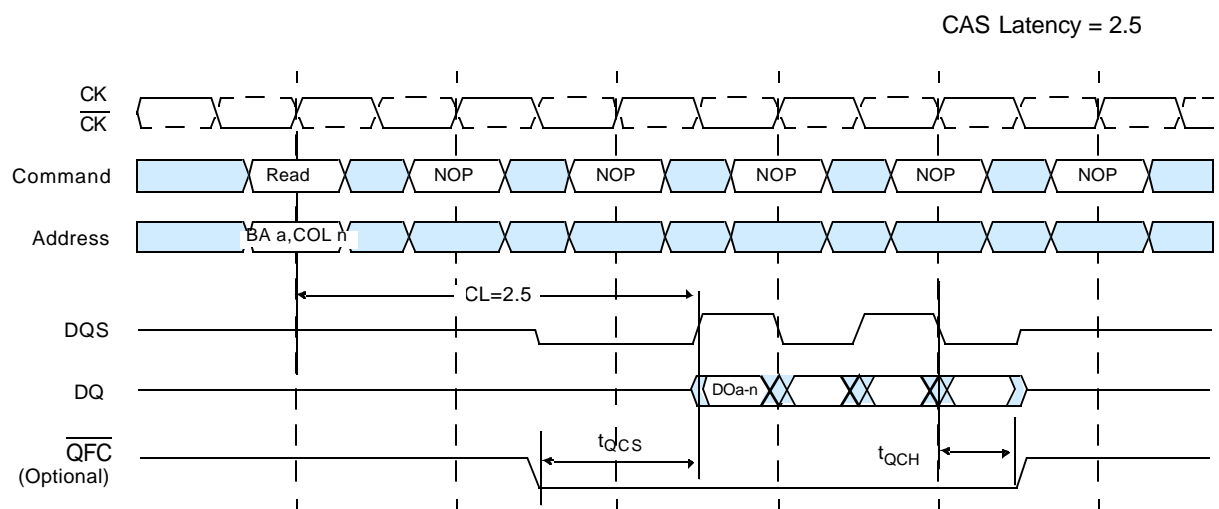 CAS Latency = 2.5
CK
CK
Command
Read
NOP
NOP
NOP
NOP
NOP
Address
BA a,COL n
CL=2.5
DQS
DQ
DOa-n
QFC
(Optional)
tQCS
tQCH